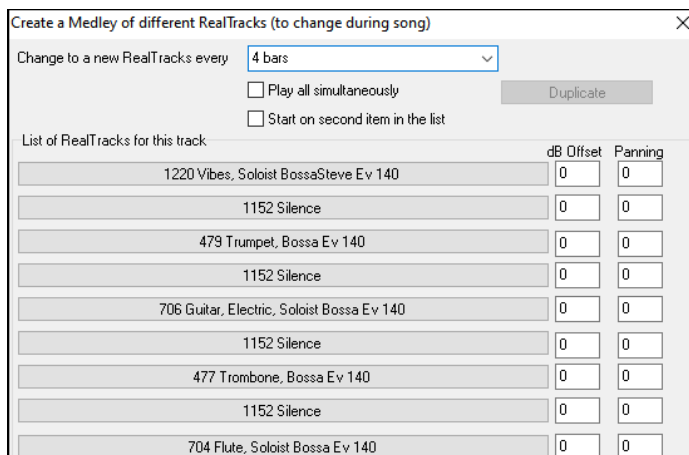 Create a Medley of different RealTracks (to change during song)
Change to a new RealTracks every 4 bars
Play all simultaneously Duplicate
Start on second item in the list
List of RealTracks for this track dB Offset Panning
1220 Vibes, Soloist BossaSteve Ev 140 0 0
1152 Silence 0 0
479 Trumpet, Bossa Ev 140 0 0
1152 Silence 0 0
706 Guitar, Electric, Soloist Bossa Ev 140 0 0
1152 Silence 0 0
477 Trombone, Bossa Ev 140 0 0
1152 Silence 0 0
704 Flute, Soloist Bossa Ev 140 0 0